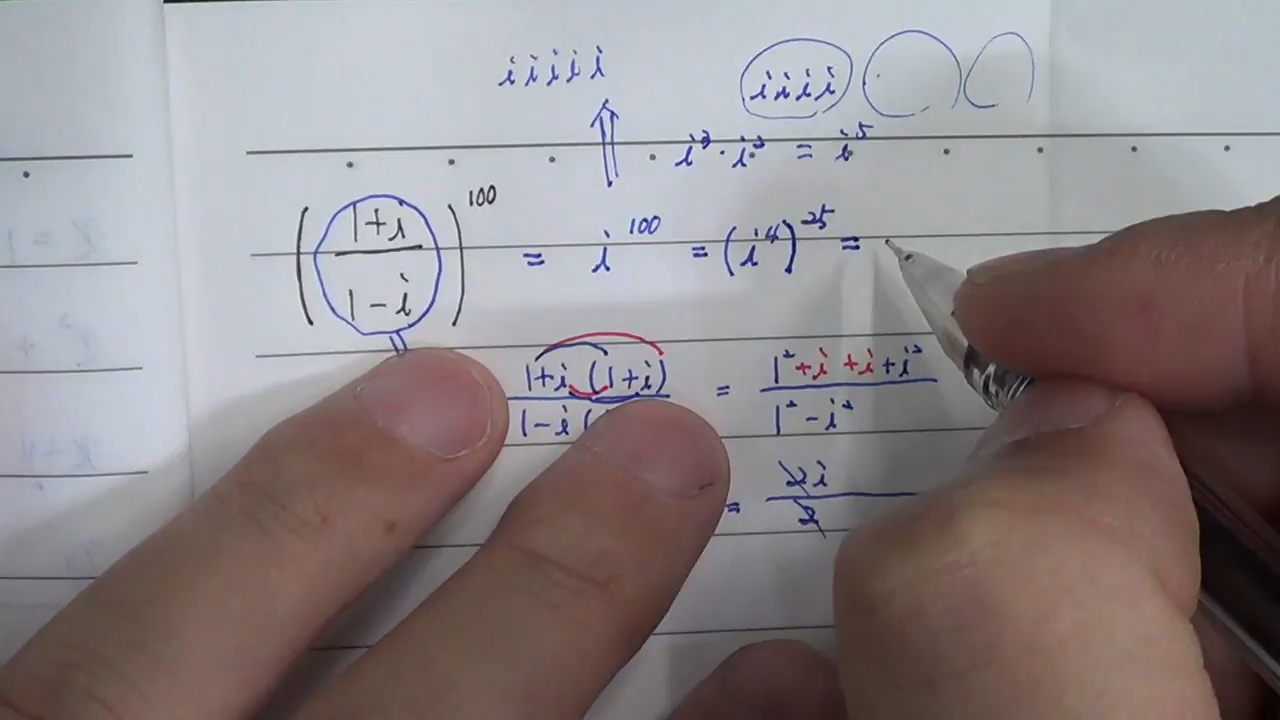 i i i i i    i i i i
i³ · i² = i⁵
(1+i / 1-i)¹⁰⁰ = i¹⁰⁰ = (i⁴)²⁵ =
1+i (1+i) / 1-i ( = 1²+i+i+i² / 1²-i²
= 2i / 2